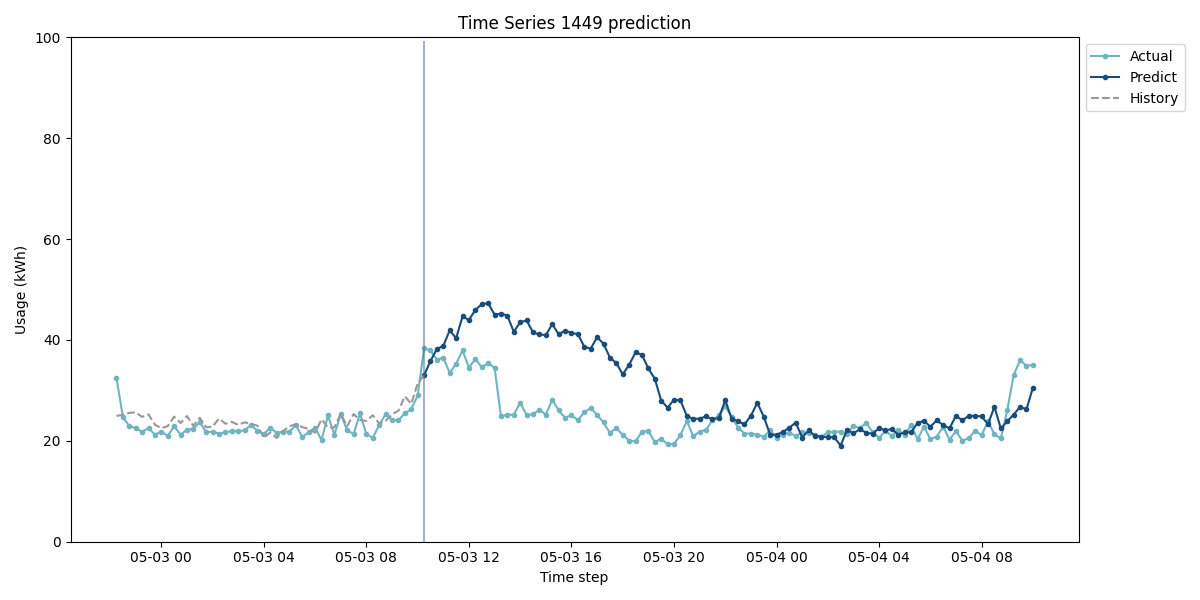 Time Series 1449 prediction
100
80
60
40
20
0
Usage (kWh)
05-03 00
05-03 04
05-03 08
05-03 12
05-03 16
05-03 20
05-04 00
05-04 04
05-04 08
Time step
Actual
Predict
History